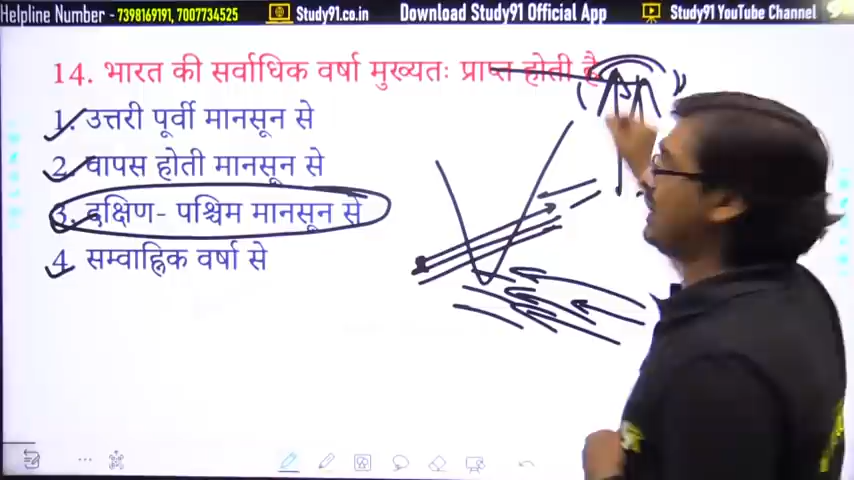 Helpline Number - 7398169191, 7007734525 Study91.co.in Download Study91 Official App Study91 YouTube Channel
14. भारत की सर्वाधिक वर्षा मुख्यतः प्राप्त होती है
1. उत्तरी पूर्वी मानसून से
2. वापस होती मानसून से
3. दक्षिण- पश्चिम मानसून से
4. सम्वाह्निक वर्षा से